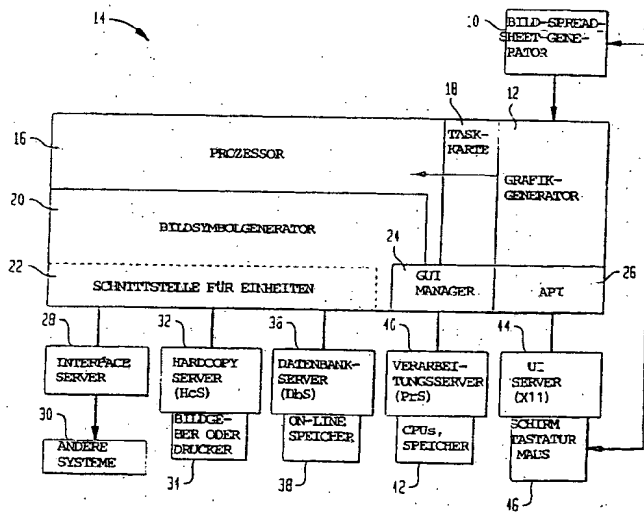 14
10
BILD-SPREAD-
SHEET-GENE-
RATOR
16
PROZESSOR
18
TASK-
KARTE
12
GRAFIK-
GENERATOR
20
BILDSYMBOLGENERATOR
22
SCHNITTSTELLE FÜR EINHEITEN
24
GUI
MANAGER
26
API
28
INTERFACE
SERVER
30
ANDERE
SYSTEME
32
HARDCOPY
SERVER
(HcS)
BILDGE-
BER ODER
DRUCKER
34
36
DATENBANK-
SERVER
(DbS)
ON-LINE
SPEICHER
38
40
VERARBEI-
TUNGSSERVER
(PrS)
CPUs,
SPEICHER
42
44
UI
SERVER
(X11)
SCHIRM
TASTATUR
MAUS
46